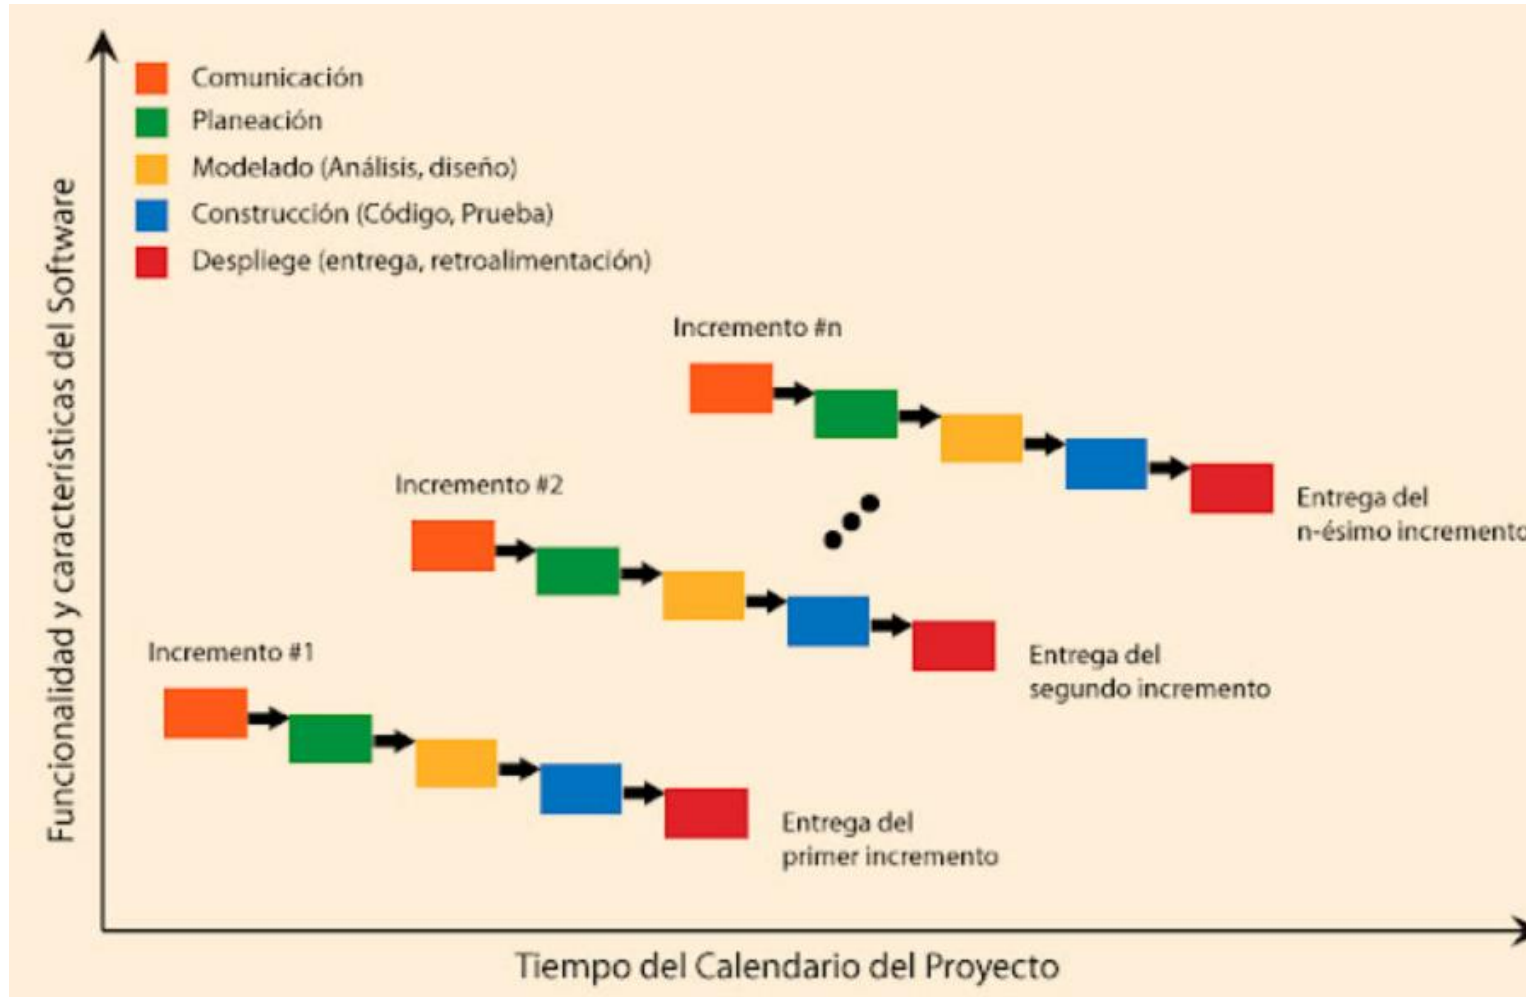 Comunicación
Planeación
Modelado (Análisis, diseño)
Construcción (Código, Prueba)
Despliege (entrega, retroalimentación)
Funcionalidad y características del Software
Incremento #n
Entrega del
n-ésimo incremento
Incremento #2
Entrega del
segundo incremento
Incremento #1
Entrega del
primer incremento
Tiempo del Calendario del Proyecto